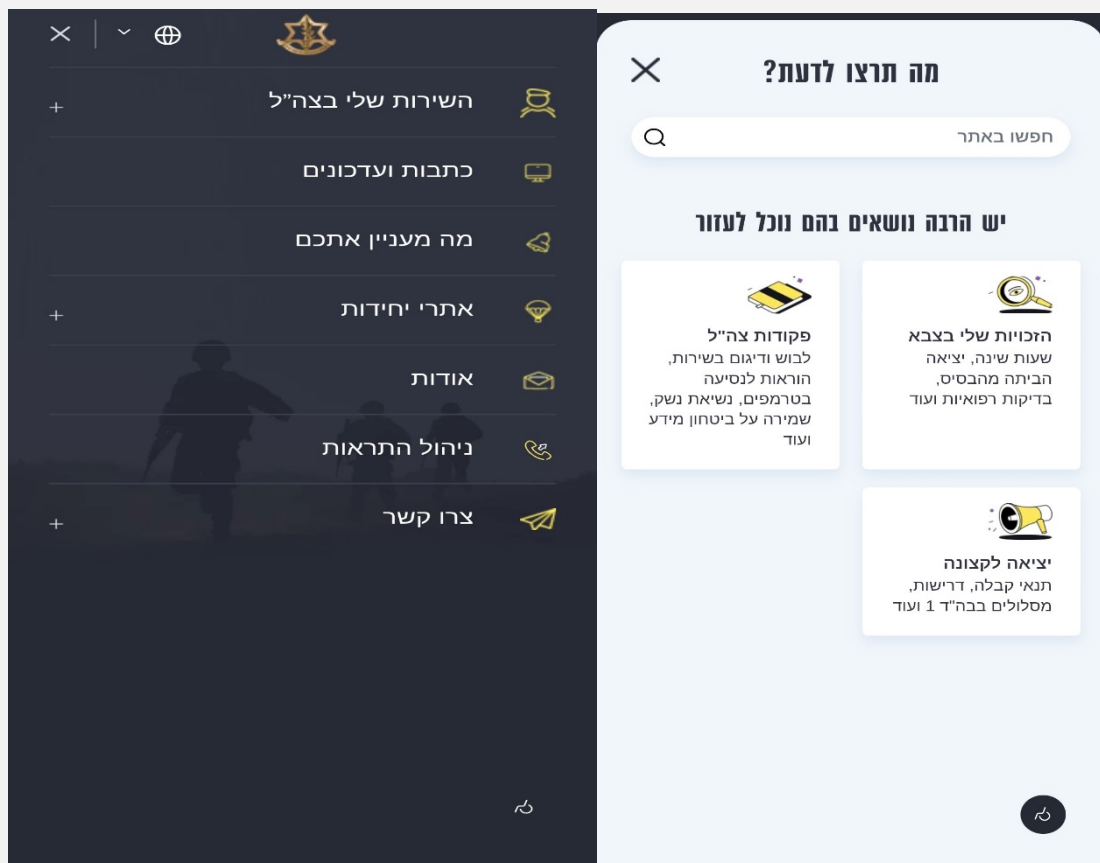 השירות שלי בצה”ל
כתבות ועדכונים
מה מעניין אתכם
אתרי יחידות
אודות
ניהול התראות
צרו קשר
מה תרצו לדעת?
חפשו באתר
יש הרבה נושאים בהם נוכל לעזור
הזכויות שלי בצבא
שעות שינה, יציאה
הביתה מהבסיס,
בדיקות רפואיות ועוד
פקודות צה"ל
לבוש ודיגום בשירות,
הוראות לנסיעה
בטרמפים, נשיאת נשק,
שמירה על ביטחון מידע
ועוד
יציאה לקצונה
תנאי קבלה, דרישות,
מסלולים בבה"ד 1 ועוד